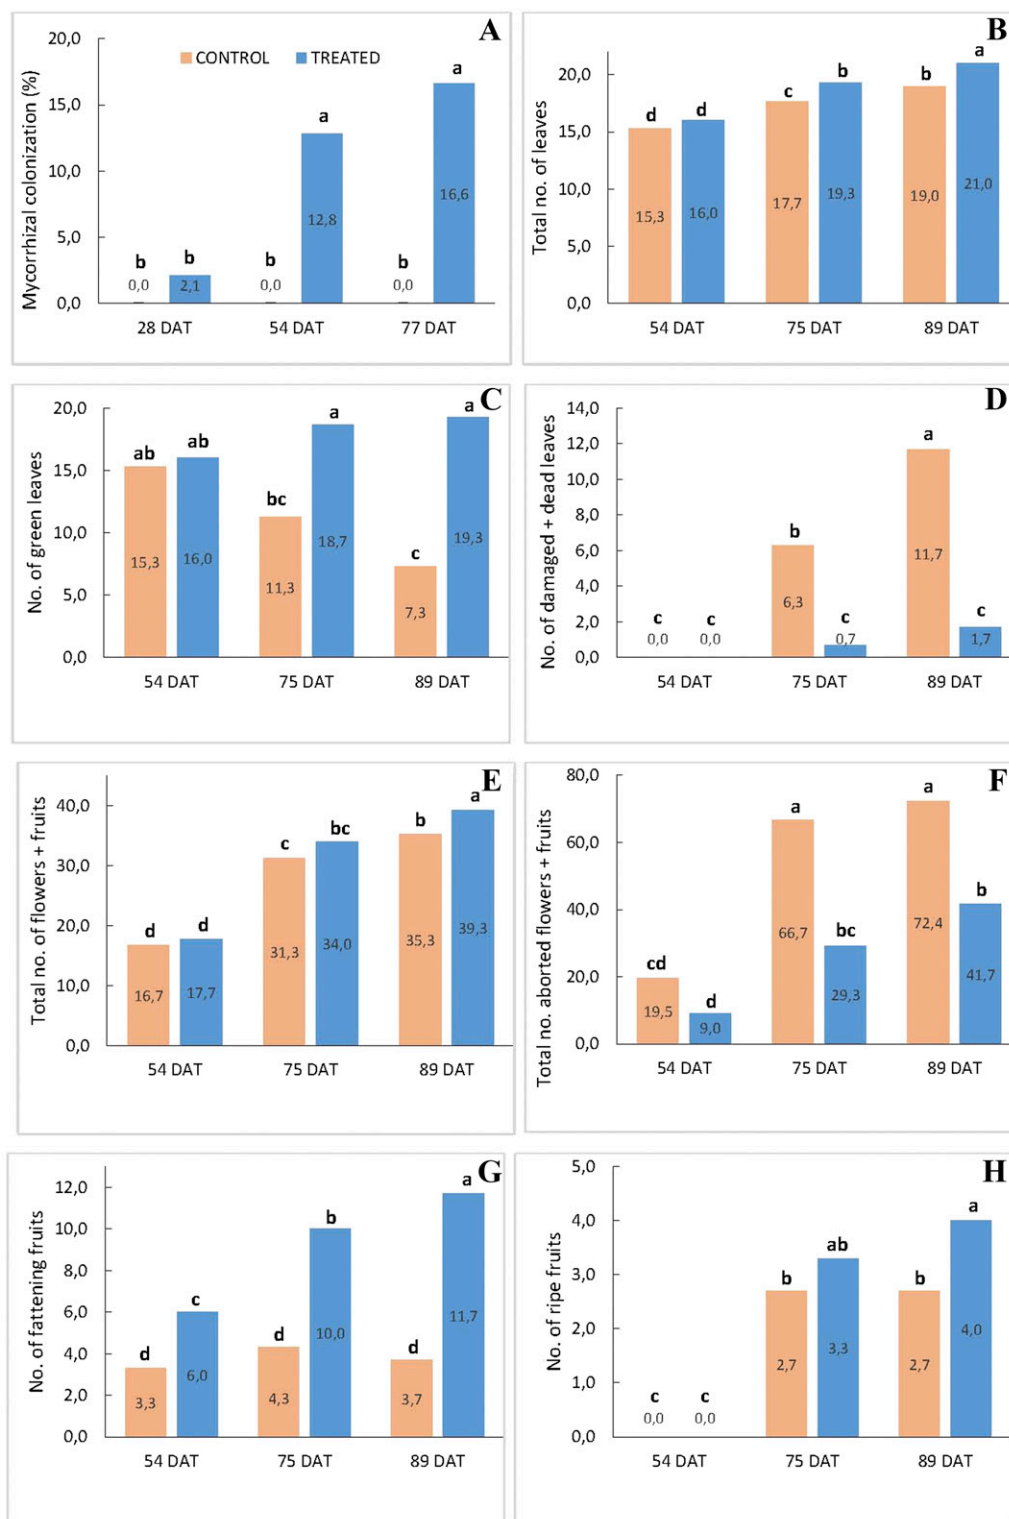 A
CONTROL TREATED
Mycorrhizal colonization (%)
20,0
15,0
10,0
5,0
0,0
b b b a b a
0,0 2,1 0,0 12,8 0,0 16,6
28 DAT 54 DAT 77 DAT
B
Total no. of leaves
20,0
15,0
10,0
5,0
0,0
d d c b b a
15,3 16,0 17,7 19,3 19,0 21,0
54 DAT 75 DAT 89 DAT
C
No. of green leaves
20,0
15,0
10,0
5,0
0,0
ab ab bc a c a
15,3 16,0 11,3 18,7 7,3 19,3
54 DAT 75 DAT 89 DAT
D
No. of damaged + dead leaves
14,0
12,0
10,0
8,0
6,0
4,0
2,0
0,0
c c b c a c
0,0 0,0 6,3 0,7 11,7 1,7
54 DAT 75 DAT 89 DAT
E
Total no. of flowers + fruits
40,0
30,0
20,0
10,0
0,0
d d c bc b a
16,7 17,7 31,3 34,0 35,3 39,3
54 DAT 75 DAT 89 DAT
F
Total no. aborted flowers + fruits
80,0
60,0
40,0
20,0
0,0
cd d a bc a b
19,5 9,0 66,7 29,3 72,4 41,7
54 DAT 75 DAT 89 DAT
G
No. of fattening fruits
12,0
10,0
8,0
6,0
4,0
2,0
0,0
d c d b d a
3,3 6,0 4,3 10,0 3,7 11,7
54 DAT 75 DAT 89 DAT
H
No. of ripe fruits
5,0
4,0
3,0
2,0
1,0
0,0
c c b ab b a
0,0 0,0 2,7 3,3 2,7 4,0
54 DAT 75 DAT 89 DAT